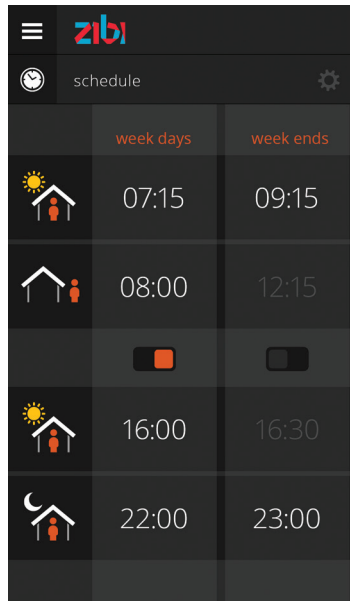 zibi
schedule
week days week ends
07:15 09:15
08:00 12:15
16:00 16:30
22:00 23:00